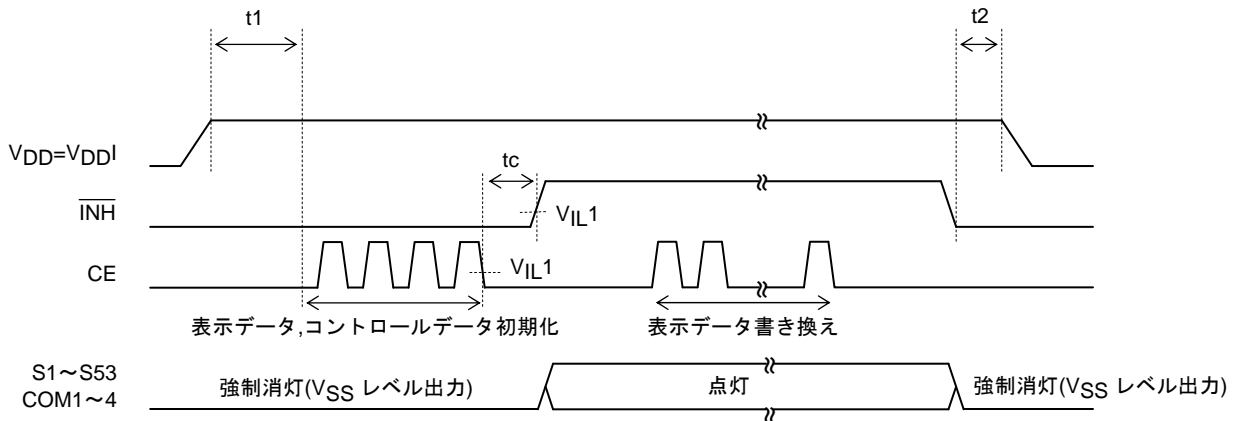 t1
t2
VDD=VDDI
tc
INH
VIL1
CE
VIL1
表示データ,コントロールデータ初期化
表示データ書き換え
S1～S53
COM1～4
強制消灯(VSS レベル出力)
点灯
強制消灯(VSS レベル出力)